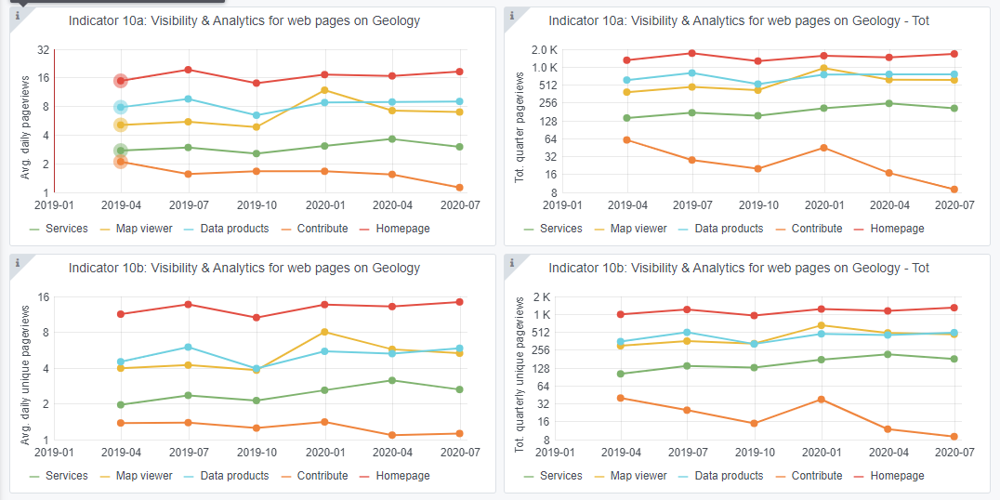 i
Indicator 10a: Visibility & Analytics for web pages on Geology
Avg. daily pageviews
32
16
8
4
2
1
2019-01 2019-04 2019-07 2019-10 2020-01 2020-04 2020-07
Services Map viewer Data products Contribute Homepage
i
Indicator 10a: Visibility & Analytics for web pages on Geology - Tot
Tot. quarter pageviews
2.0 K
1.0 K
512
256
128
64
32
16
8
2019-01 2019-04 2019-07 2019-10 2020-01 2020-04 2020-07
Services Map viewer Data products Contribute Homepage
i
Indicator 10b: Visibility & Analytics for web pages on Geology
Avg. daily unique pageviews
16
8
4
2
1
2019-01 2019-04 2019-07 2019-10 2020-01 2020-04 2020-07
Services Map viewer Data products Contribute Homepage
i
Indicator 10b: Visibility & Analytics for web pages on Geology - Tot
Tot. quarterly unique pageviews
2 K
1 K
512
256
128
64
32
16
8
2019-01 2019-04 2019-07 2019-10 2020-01 2020-04 2020-07
Services Map viewer Data products Contribute Homepage